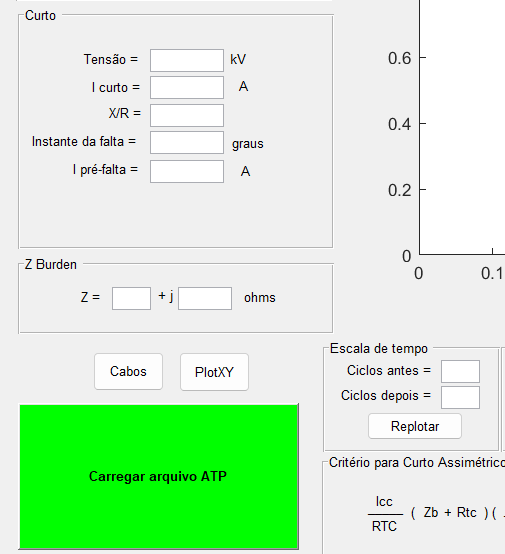 Curto
Tensão = kV
I curto = A
X/R =
Instante da falta = graus
I pré-falta = A
Z Burden
Z = + j ohms
Cabos PlotXY
Carregar arquivo ATP
0.6
0.4
0.2
0
0 0.1
Escala de tempo
Ciclos antes =
Ciclos depois =
Replotar
Critério para Curto Assimétrico
Icc
RTC
( Zb + Rtc ) (